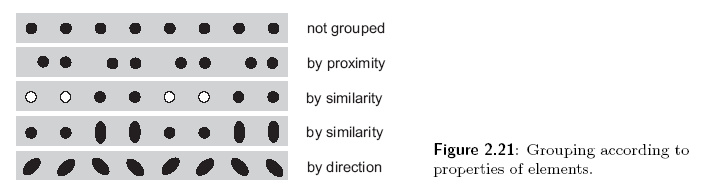 not grouped
by proximity
by similarity
by similarity
by direction
Figure 2.21: Grouping according to
properties of elements.